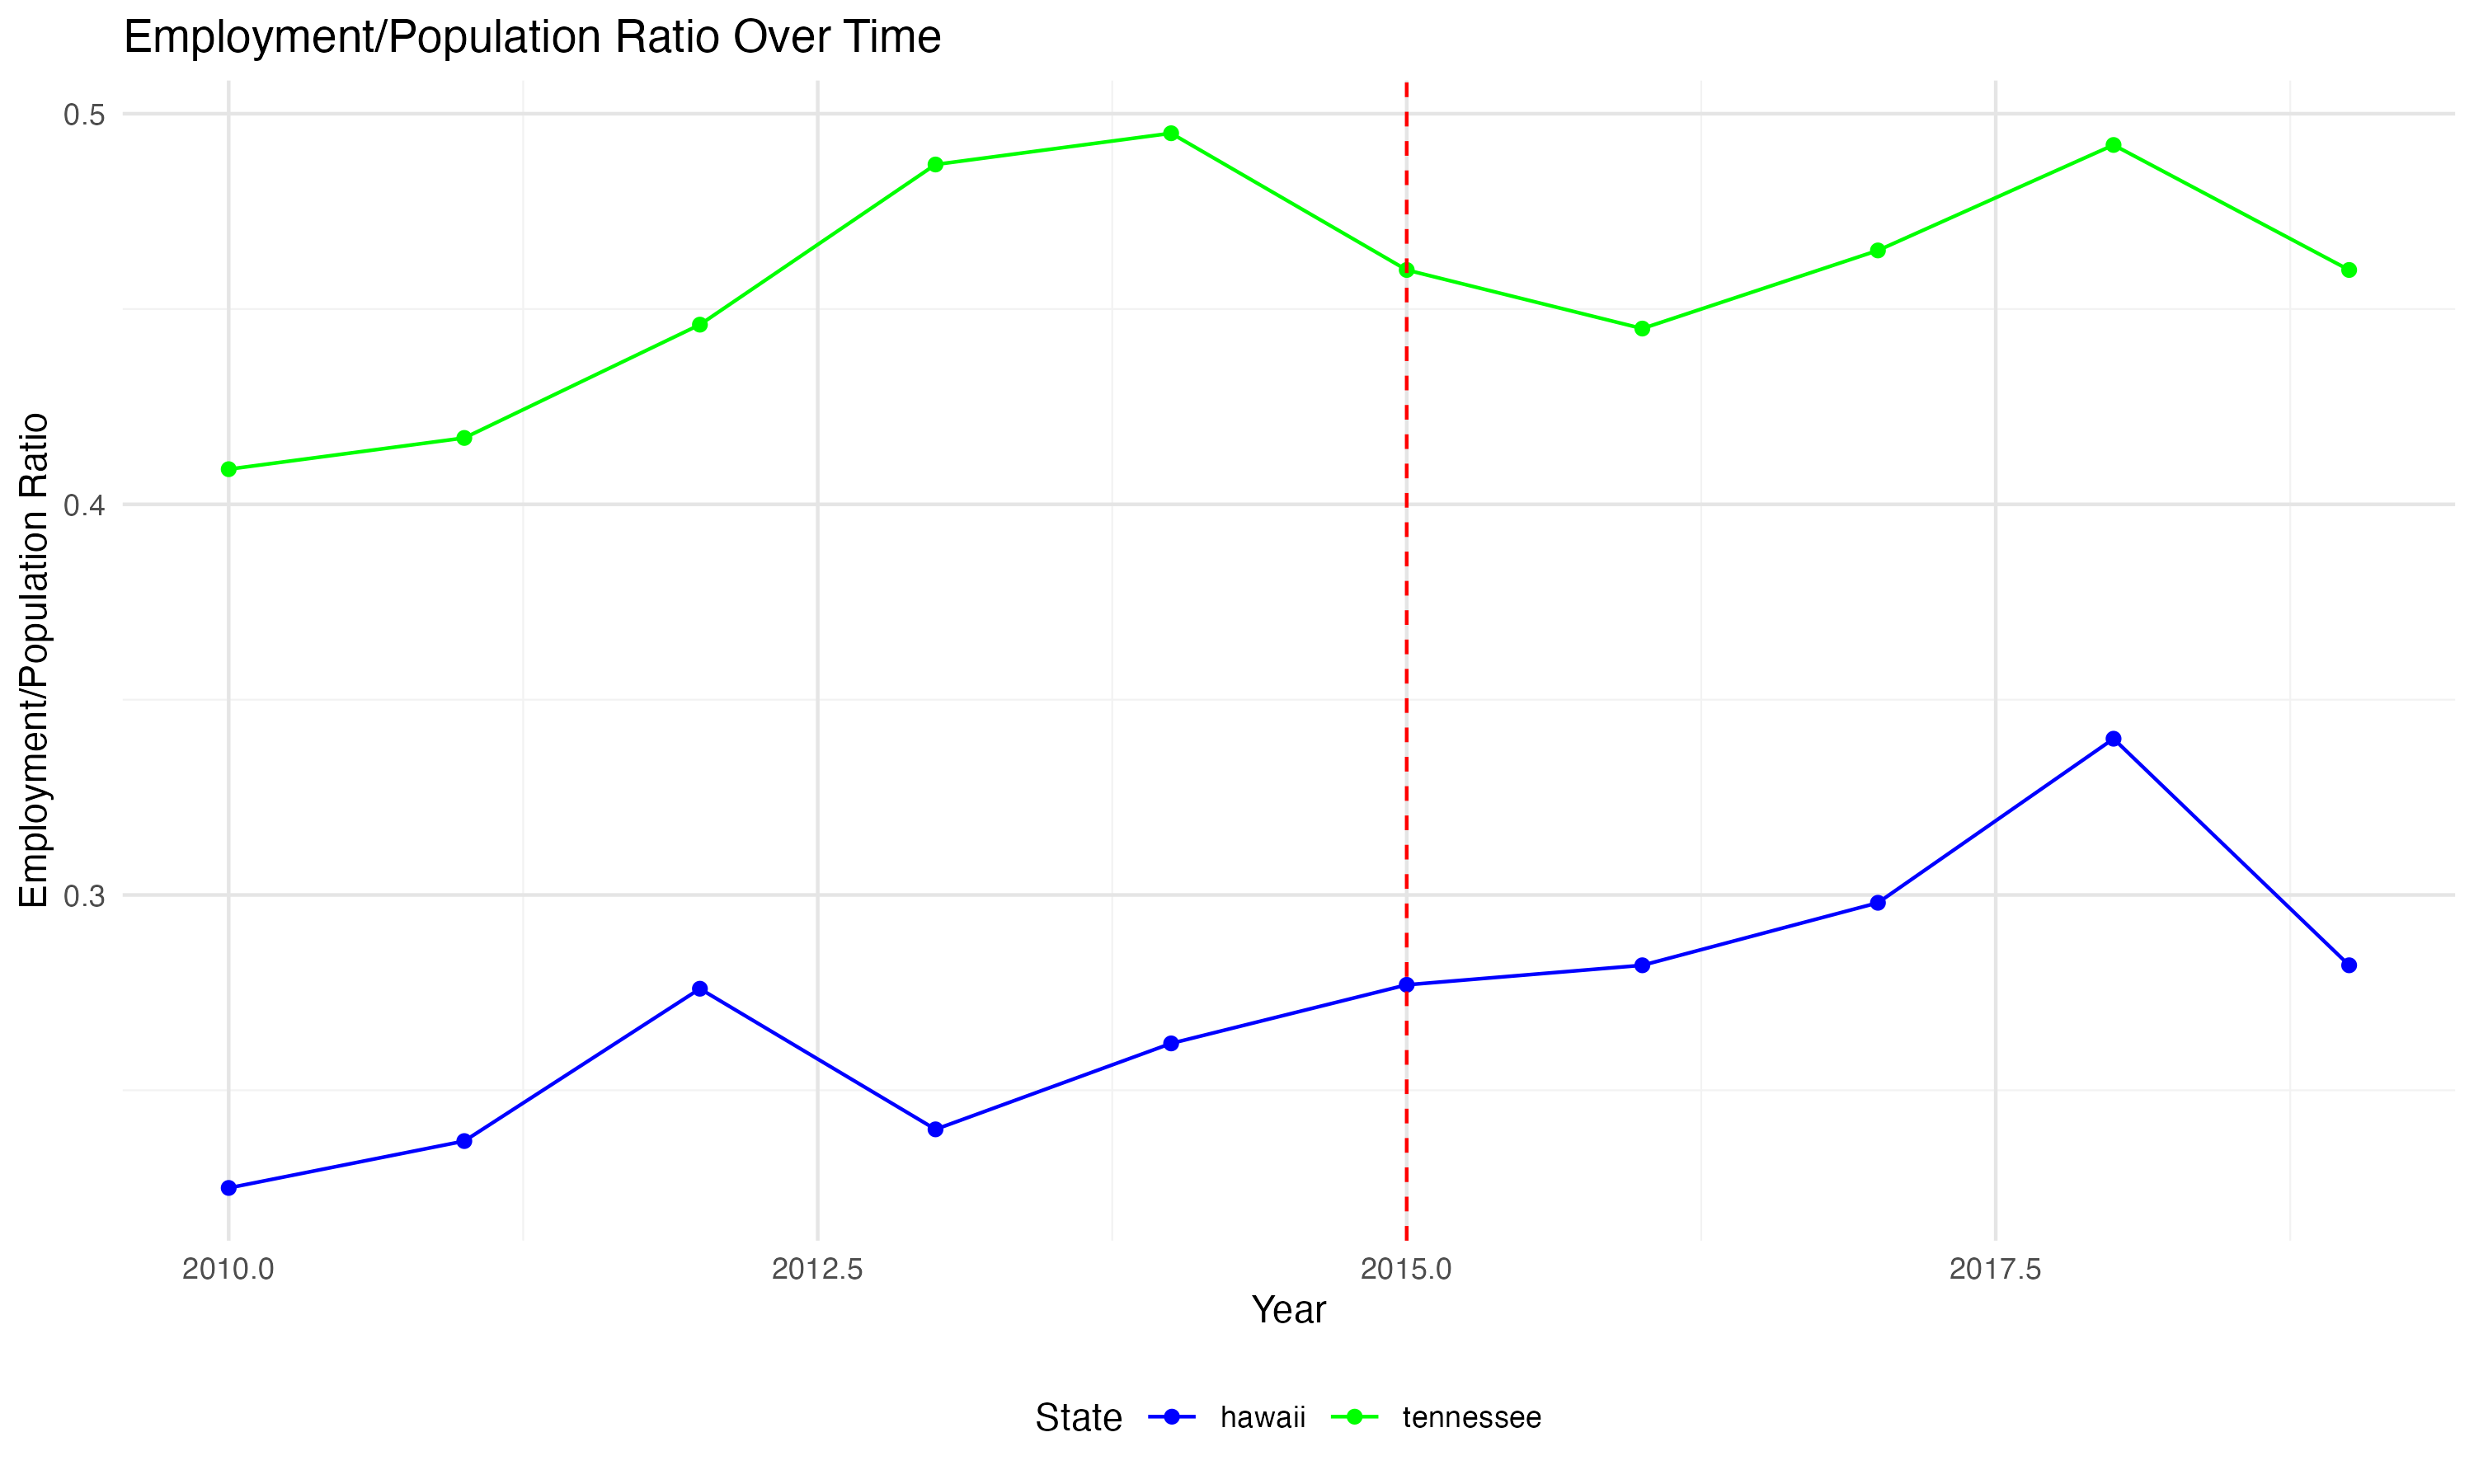 Employment/Population Ratio Over Time
Employment/Population Ratio
0.5
0.4
0.3
2010.0 2012.5 2015.0 2017.5
Year
State hawaii tennessee